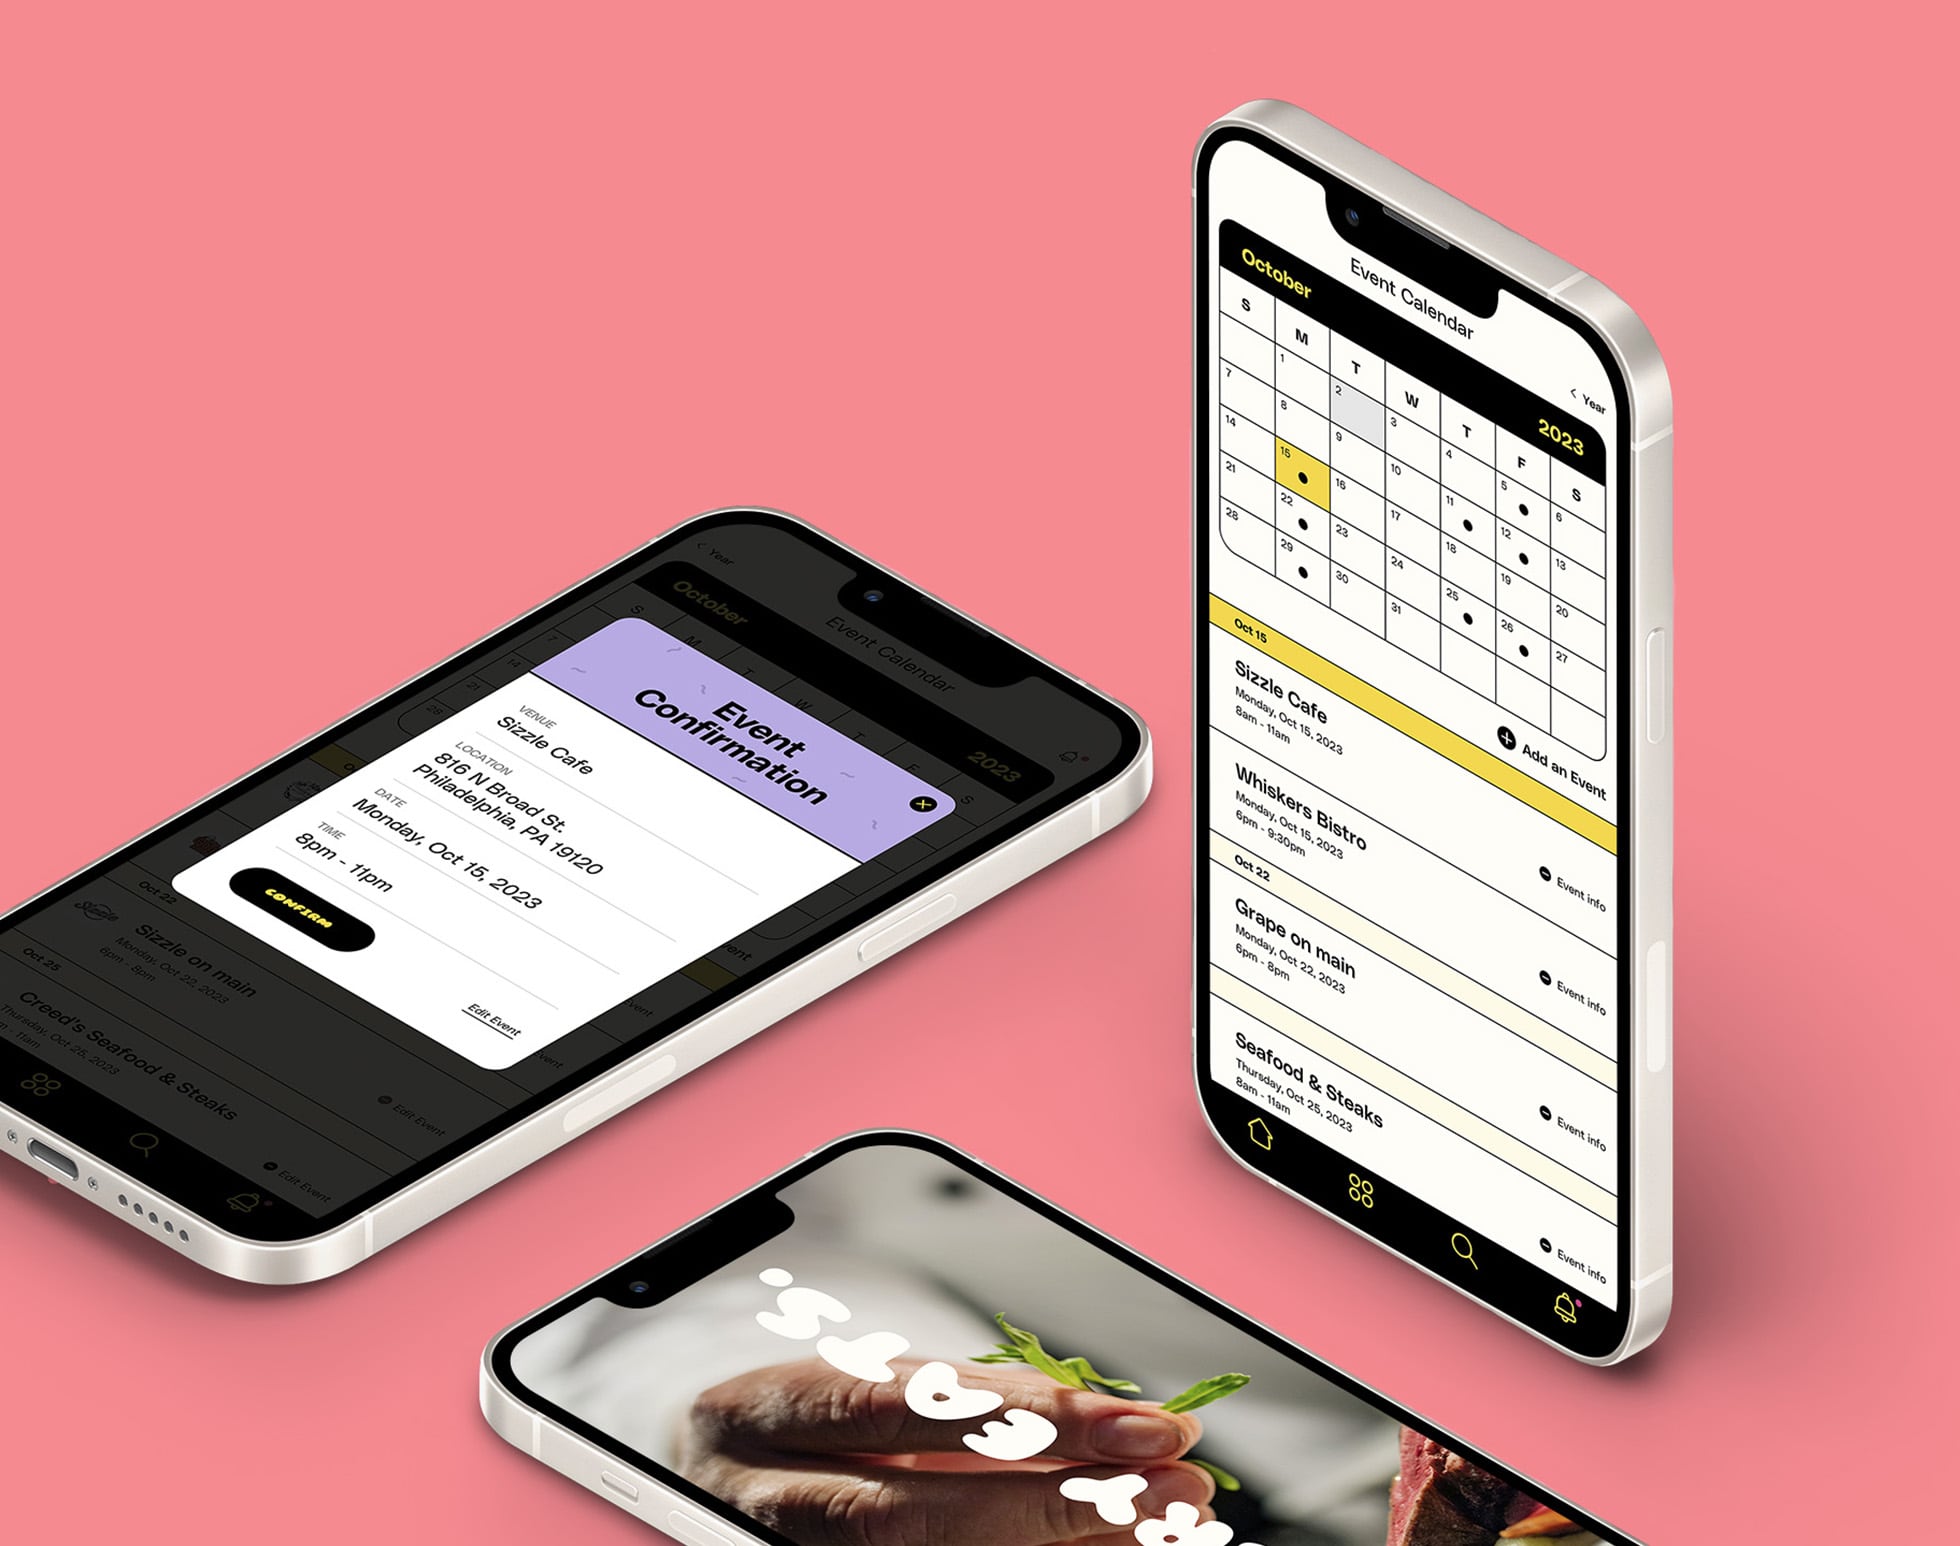 Event Calendar
< Year
October
2023
S M T W T F S
1 2 3 4 5 6
7 8 9 10 11 12 13
14 15 16 17 18 19 20
21 22 23 24 25 26 27
28 29 30 31
Add an Event
Oct 15
Sizzle Cafe
Monday, Oct 15, 2023
8am - 11am
Event info
Whiskers Bistro
Monday, Oct 15, 2023
6pm - 9:30pm
Event info
Oct 22
Grape on main
Monday, Oct 22, 2023
6pm - 8pm
Event info
Seafood & Steaks
Thursday, Oct 25, 2023
8am - 11am
Event info
< Year
Event Calendar
October
2023
S M T W T F S
7
14
21
28
Event
Confirmation
VENUE
Sizzle Cafe
LOCATION
816 N Broad St.
Philadelphia, PA 19120
DATE
Monday, Oct 15, 2023
TIME
8pm - 11pm
CONFIRM
Edit Event
Oct 22
Sizzle
Sizzle on main
Monday, Oct 22, 2023
6pm - 8pm
Edit Event
Oct 25
Creed's Seafood & Steaks
Thursday, Oct 25, 2023
- 11am
Edit Event
EATS.